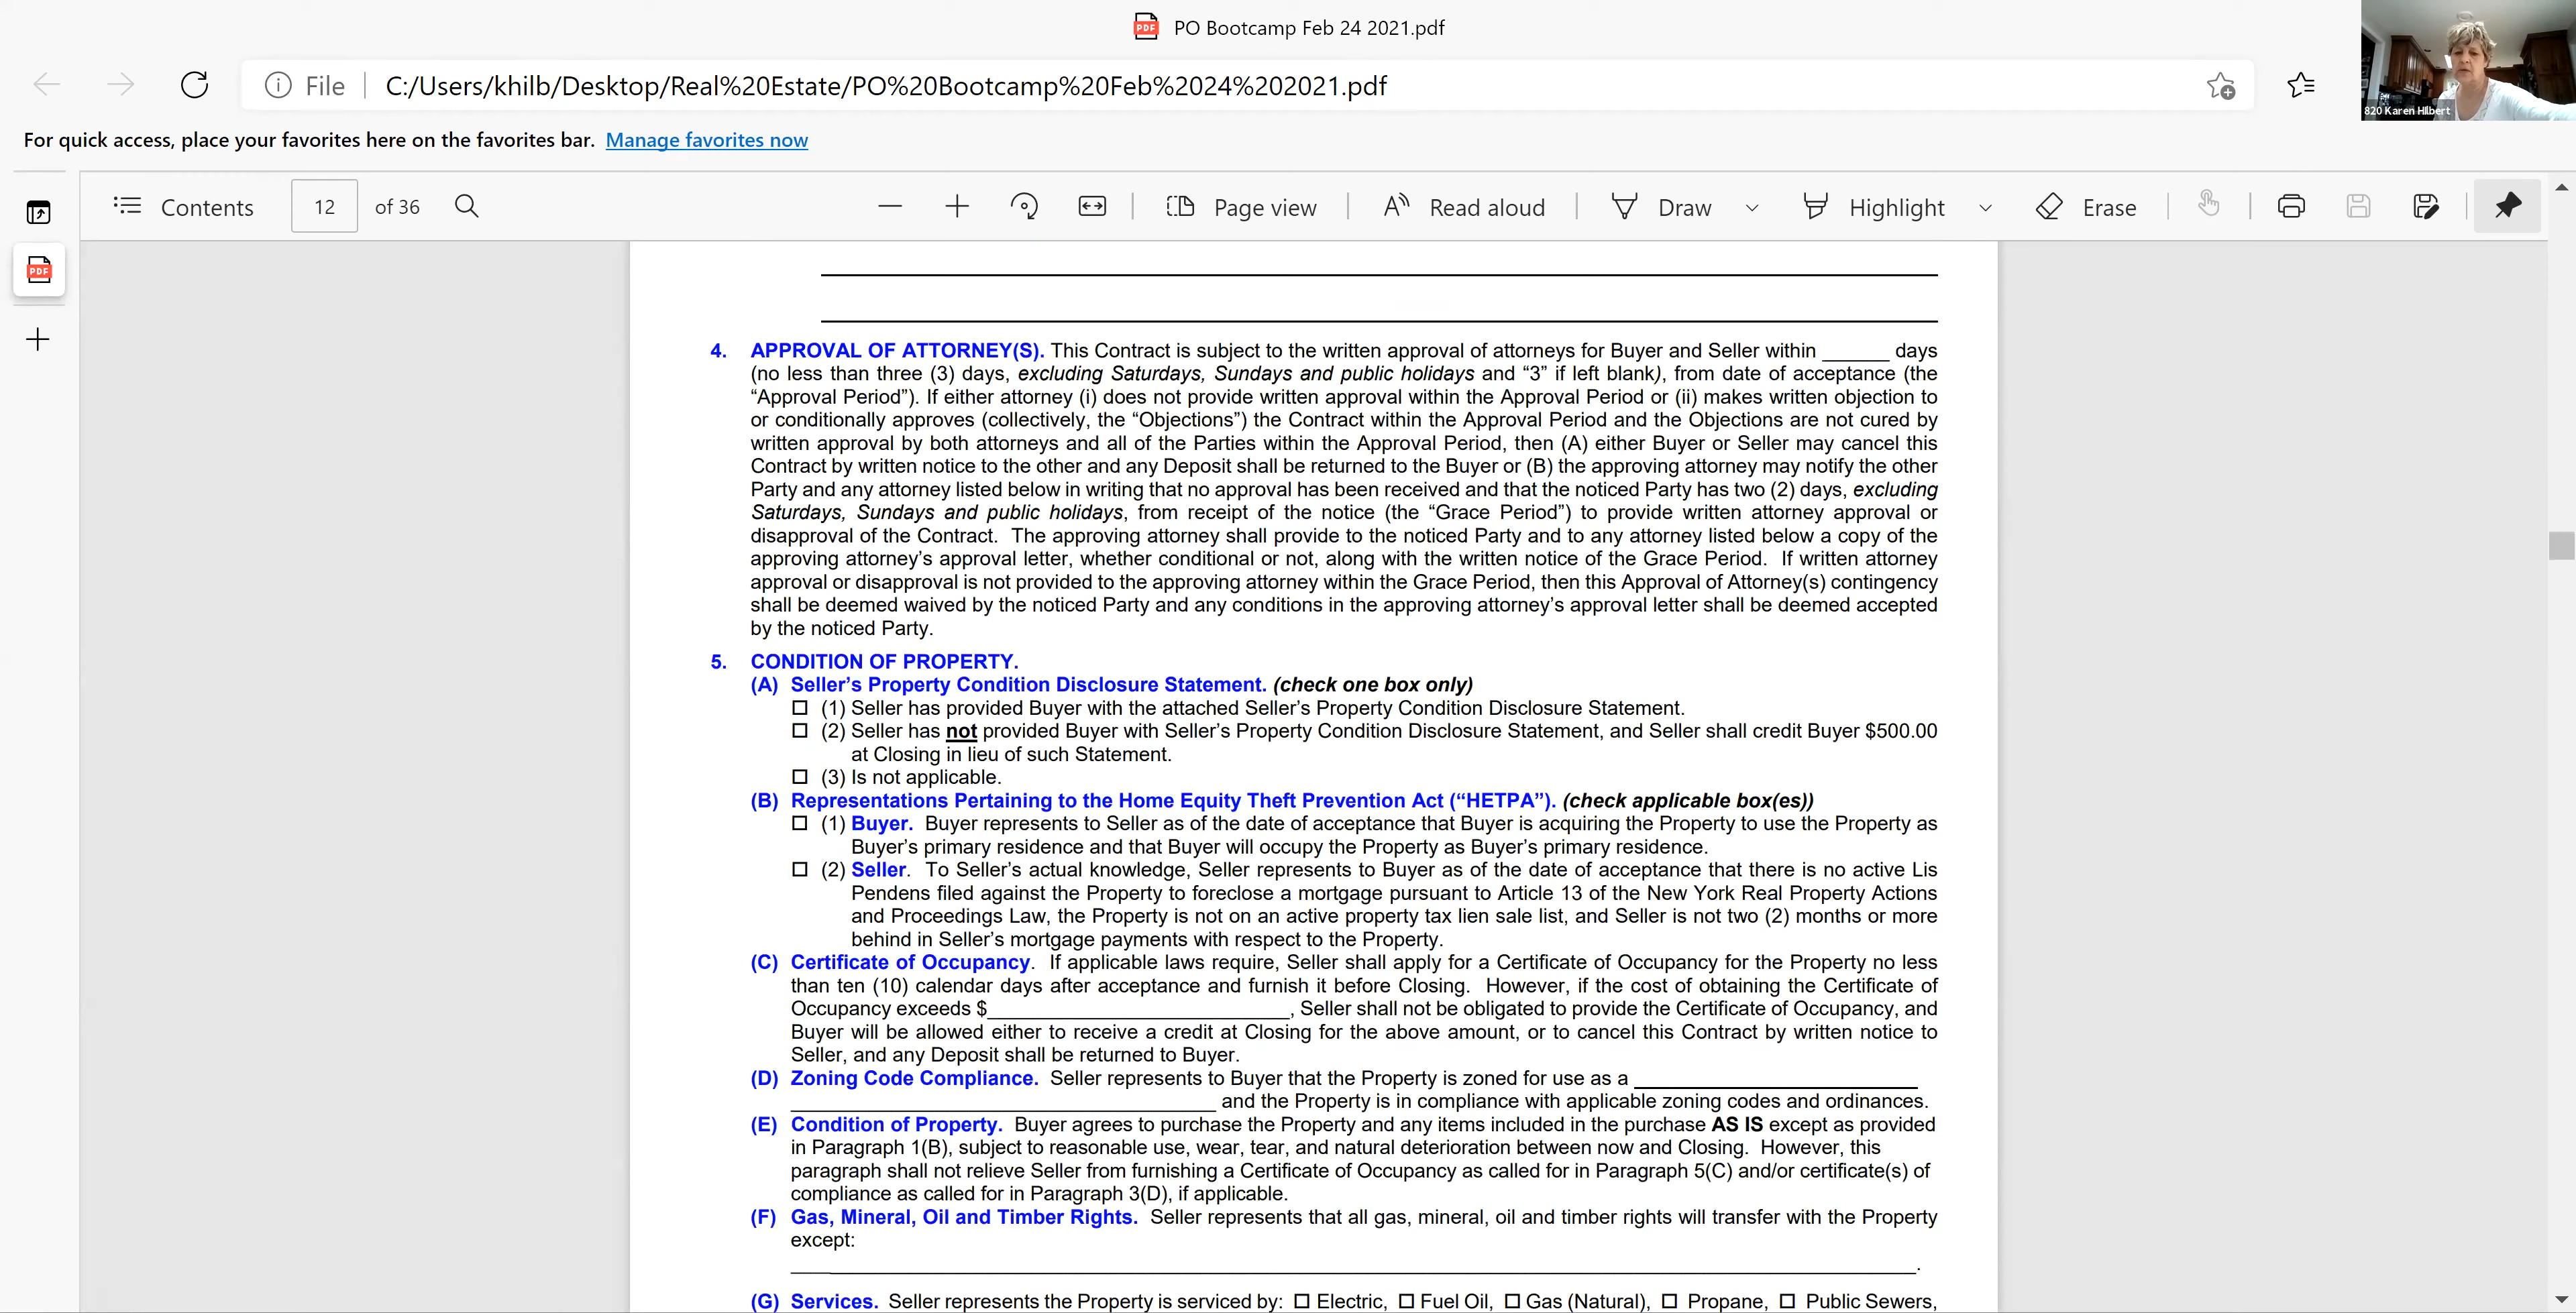 PO Bootcamp Feb 24 2021.pdf
File
C:/Users/khilb/Desktop/Real%20Estate/PO%20Bootcamp%20Feb%2024%202021.pdf
820 Karen Hilbert
For quick access, place your favorites here on the favorites bar. Manage favorites now
Contents 12 of 36 Page view Read aloud Draw Highlight Erase
PDF
4. APPROVAL OF ATTORNEY(S). This Contract is subject to the written approval of attorneys for Buyer and Seller within ______ days
(no less than three (3) days, excluding Saturdays, Sundays and public holidays and “3” if left blank), from date of acceptance (the
“Approval Period”). If either attorney (i) does not provide written approval within the Approval Period or (ii) makes written objection to
or conditionally approves (collectively, the “Objections”) the Contract within the Approval Period and the Objections are not cured by
written approval by both attorneys and all of the Parties within the Approval Period, then (A) either Buyer or Seller may cancel this
Contract by written notice to the other and any Deposit shall be returned to the Buyer or (B) the approving attorney may notify the other
Party and any attorney listed below in writing that no approval has been received and that the noticed Party has two (2) days, excluding
Saturdays, Sundays and public holidays, from receipt of the notice (the “Grace Period”) to provide written attorney approval or
disapproval of the Contract. The approving attorney shall provide to the noticed Party and to any attorney listed below a copy of the
approving attorney’s approval letter, whether conditional or not, along with the written notice of the Grace Period. If written attorney
approval or disapproval is not provided to the approving attorney within the Grace Period, then this Approval of Attorney(s) contingency
shall be deemed waived by the noticed Party and any conditions in the approving attorney’s approval letter shall be deemed accepted
by the noticed Party.
5. CONDITION OF PROPERTY.
(A) Seller’s Property Condition Disclosure Statement. (check one box only)
☐ (1) Seller has provided Buyer with the attached Seller’s Property Condition Disclosure Statement.
☐ (2) Seller has not provided Buyer with Seller’s Property Condition Disclosure Statement, and Seller shall credit Buyer $500.00
at Closing in lieu of such Statement.
☐ (3) Is not applicable.
(B) Representations Pertaining to the Home Equity Theft Prevention Act (“HETPA”). (check applicable box(es))
☐ (1) Buyer. Buyer represents to Seller as of the date of acceptance that Buyer is acquiring the Property to use the Property as
Buyer’s primary residence and that Buyer will occupy the Property as Buyer’s primary residence.
☐ (2) Seller. To Seller’s actual knowledge, Seller represents to Buyer as of the date of acceptance that there is no active Lis
Pendens filed against the Property to foreclose a mortgage pursuant to Article 13 of the New York Real Property Actions
and Proceedings Law, the Property is not on an active property tax lien sale list, and Seller is not two (2) months or more
behind in Seller’s mortgage payments with respect to the Property.
(C) Certificate of Occupancy. If applicable laws require, Seller shall apply for a Certificate of Occupancy for the Property no less
than ten (10) calendar days after acceptance and furnish it before Closing. However, if the cost of obtaining the Certificate of
Occupancy exceeds $____________________________, Seller shall not be obligated to provide the Certificate of Occupancy, and
Buyer will be allowed either to receive a credit at Closing for the above amount, or to cancel this Contract by written notice to
Seller, and any Deposit shall be returned to Buyer.
(D) Zoning Code Compliance. Seller represents to Buyer that the Property is zoned for use as a __________________________
______________________________________ and the Property is in compliance with applicable zoning codes and ordinances.
(E) Condition of Property. Buyer agrees to purchase the Property and any items included in the purchase AS IS except as provided
in Paragraph 1(B), subject to reasonable use, wear, tear, and natural deterioration between now and Closing. However, this
paragraph shall not relieve Seller from furnishing a Certificate of Occupancy as called for in Paragraph 5(C) and/or certificate(s) of
compliance as called for in Paragraph 3(D), if applicable.
(F) Gas, Mineral, Oil and Timber Rights. Seller represents that all gas, mineral, oil and timber rights will transfer with the Property
except:
____________________________________________________________.
(G) Services. Seller represents the Property is serviced by: ☐ Electric, ☐ Fuel Oil, ☐ Gas (Natural), ☐ Propane, ☐ Public Sewers,